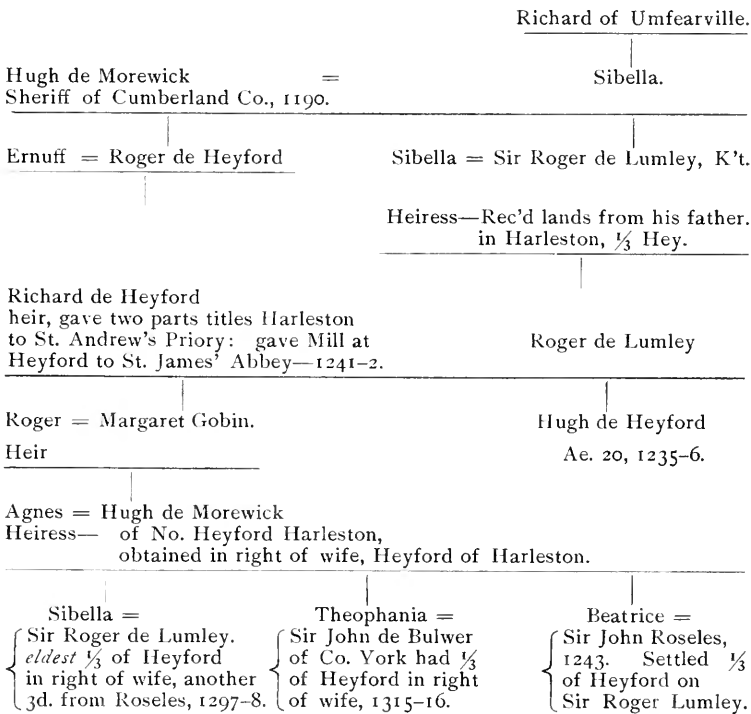 Richard of Umfearville.
Hugh de Morewick = Sibella.
Sheriff of Cumberland Co., 1190.
Ernuff = Roger de Heyford
Sibella = Sir Roger de Lumley, K't.
Heiress—Rec'd lands from his father.
in Harleston, ⅓ Hey.
Richard de Heyford
heir, gave two parts titles Harleston
to St. Andrew's Priory: gave Mill at
Heyford to St. James' Abbey—1241-2.
Roger de Lumley
Roger = Margaret Gobin.
Heir
Hugh de Heyford
Ae. 20, 1235-6.
Agnes = Hugh de Morewick
Heiress— of No. Heyford Harleston,
obtained in right of wife, Heyford of Harleston.
Sibella =
Sir Roger de Lumley.
eldest ⅓ of Heyford
in right of wife, another
3d. from Roseles, 1297-8.
Theophania =
Sir John de Bulwer
of Co. York had ⅓
of Heyford in right
of wife, 1315-16.
Beatrice =
Sir John Roseles,
1243. Settled ⅓
of Heyford on
Sir Roger Lumley.